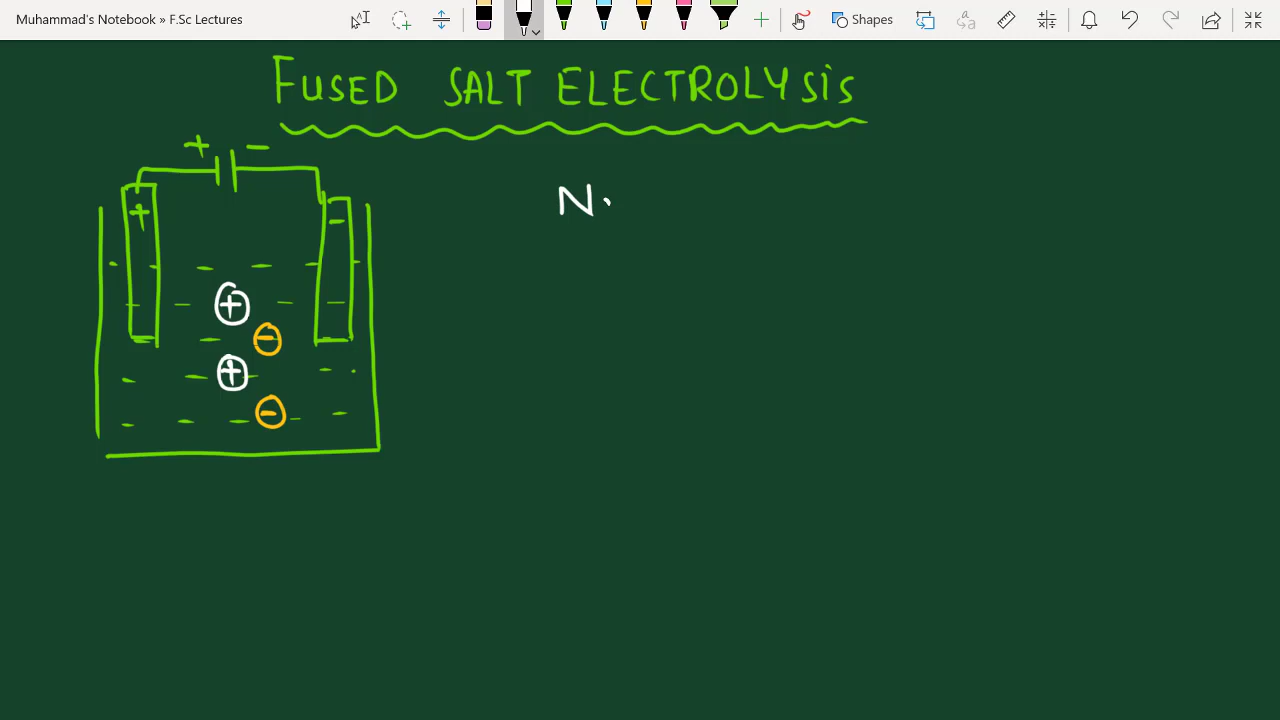 Muhammad's Notebook » F.Sc Lectures
Shapes
FUSED SALT ELECTROLYSiS
+ −
+ −
N.
+
−
+
−